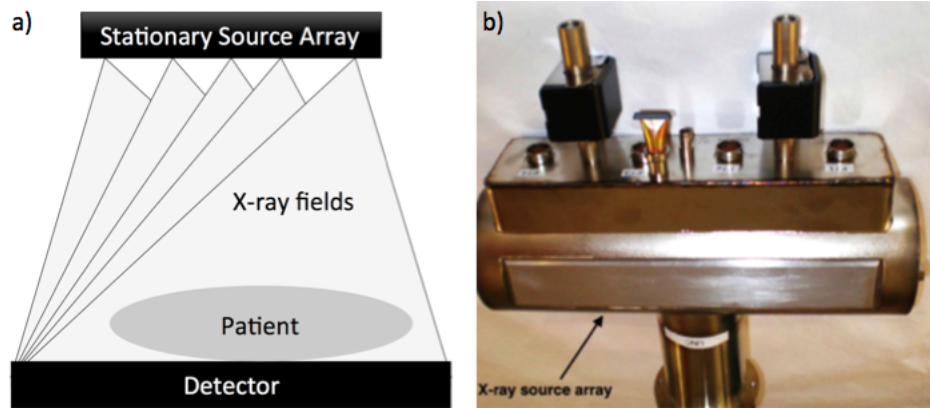 a)
Stationary Source Array
X-ray fields
Patient
Detector
b)
X-ray source array